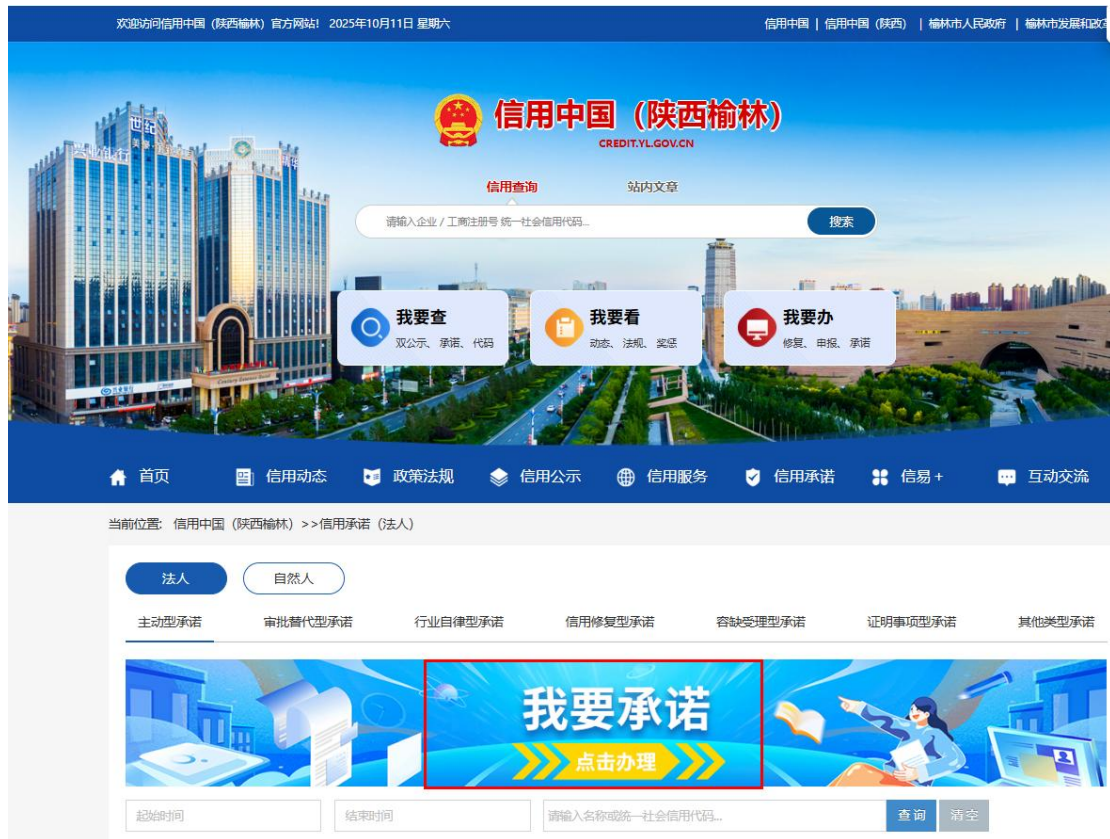 欢迎访问信用中国（陕西榆林）官方网站! 2025年10月11日 星期六
信用中国 | 信用中国（陕西） | 榆林市人民政府 | 榆林市发展和改
信用中国（陕西榆林）
CREDIT.YL.GOV.CN
世纪
兴业银行
信用查询 站内文章
请输入企业 / 工商注册号 统一社会信用代码...
搜索
我要查
双公示、承诺、代码
我要看
动态、法规、奖惩
我要办
修复、申报、承诺
首页 信用动态 政策法规 信用公示 信用服务 信用承诺 信易+ 互动交流
当前位置: 信用中国（陕西榆林）>>信用承诺（法人）
法人 自然人
主动型承诺 审批替代型承诺 行业自律型承诺 信用修复型承诺 容缺受理型承诺 证明事项型承诺 其他类型承诺
我要承诺
点击办理
起始时间 结束时间 请输入名称或统一社会信用代码... 查询 清空